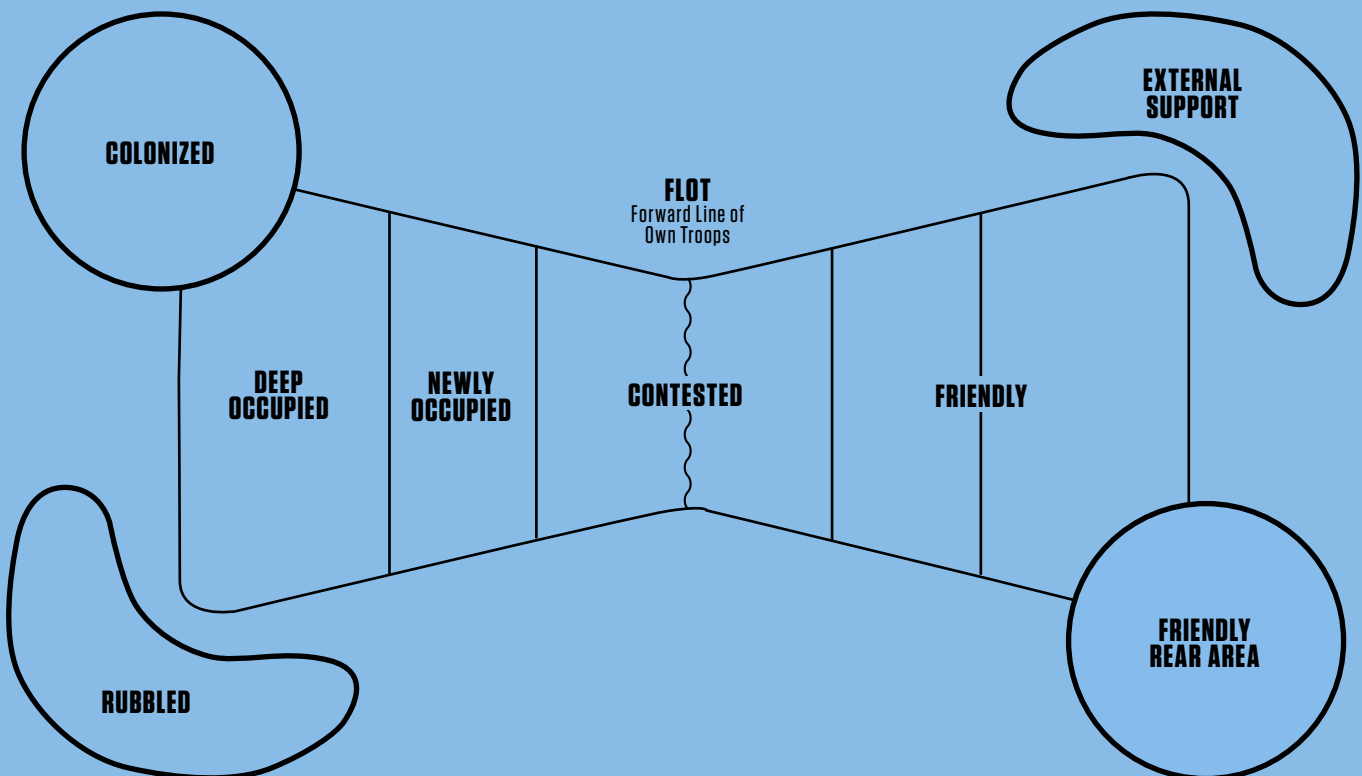 EXTERNAL
SUPPORT
COLONIZED
FLOT
Forward Line of
Own Troops
DEEP
OCCUPIED
NEWLY
OCCUPIED
CONTESTED
FRIENDLY
RUBBLED
FRIENDLY
REAR AREA